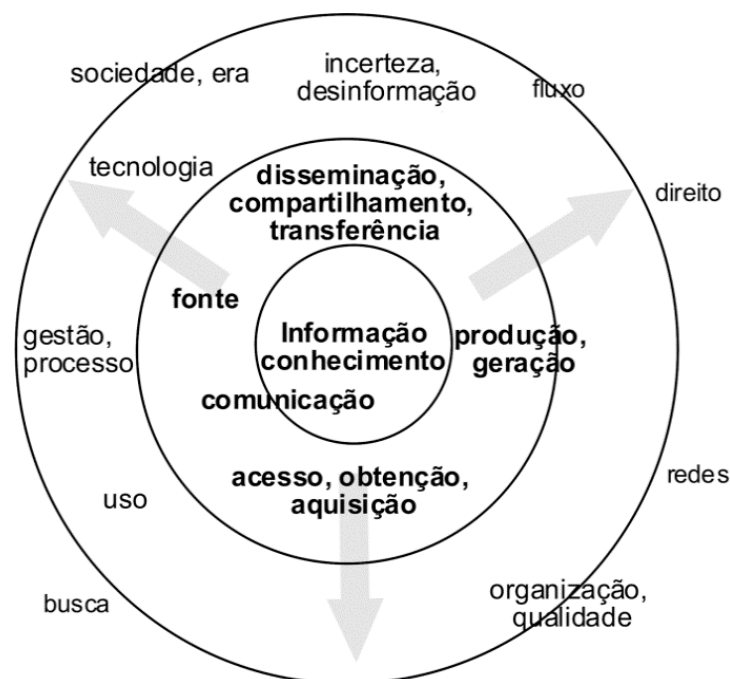 sociedade, era
incerteza,
desinformação
fluxo
tecnologia
disseminação,
compartilhamento,
transferência
direito
fonte
gestão,
processo
Informação
conhecimento
produção,
geração
comunicação
acesso, obtenção,
aquisição
redes
uso
busca
organização,
qualidade